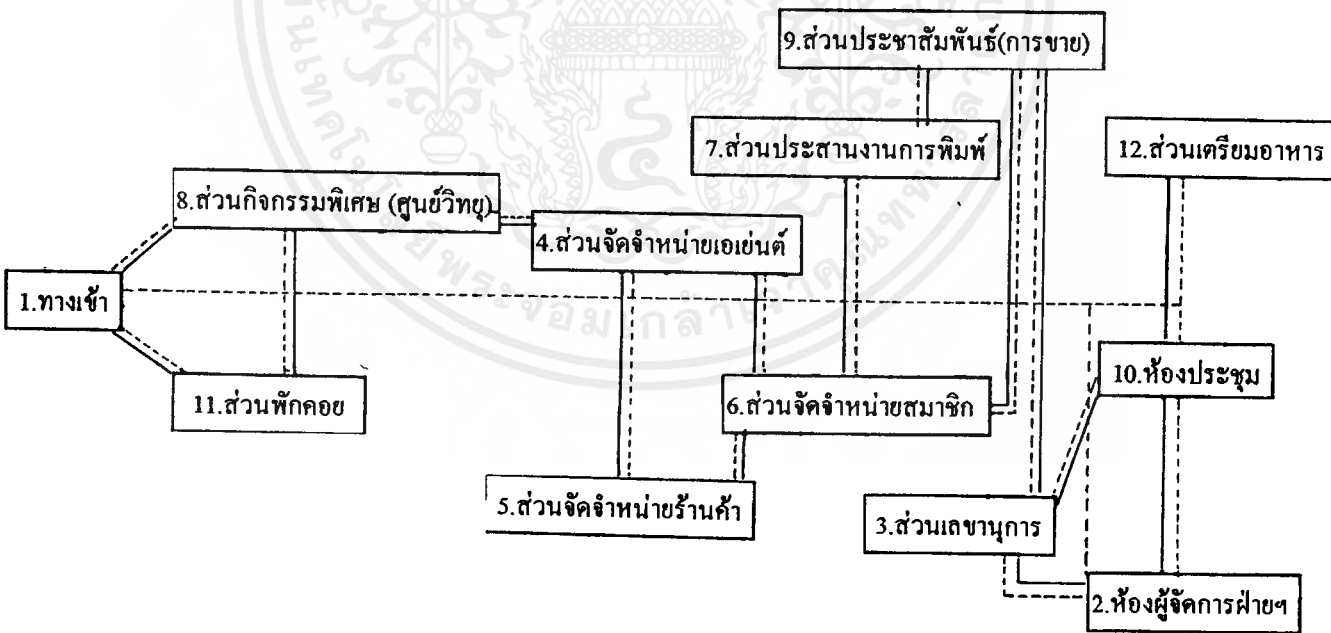 9.ส่วนประชาสัมพันธ์(การขาย)
7.ส่วนประสานงานการพิมพ์
12.ส่วนเตรียมอาหาร
8.ส่วนกิจกรรมพิเศษ (ศูนย์วิทยุ)
4.ส่วนจัดจำหน่ายเอเย่นต์
1.ทางเข้า
10.ห้องประชุม
11.ส่วนพักคอย
6.ส่วนจัดจำหน่ายสมาชิก
5.ส่วนจัดจำหน่ายร้านค้า
3.ส่วนเลขานุการ
2.ห้องผู้จัดการฝ่ายฯ